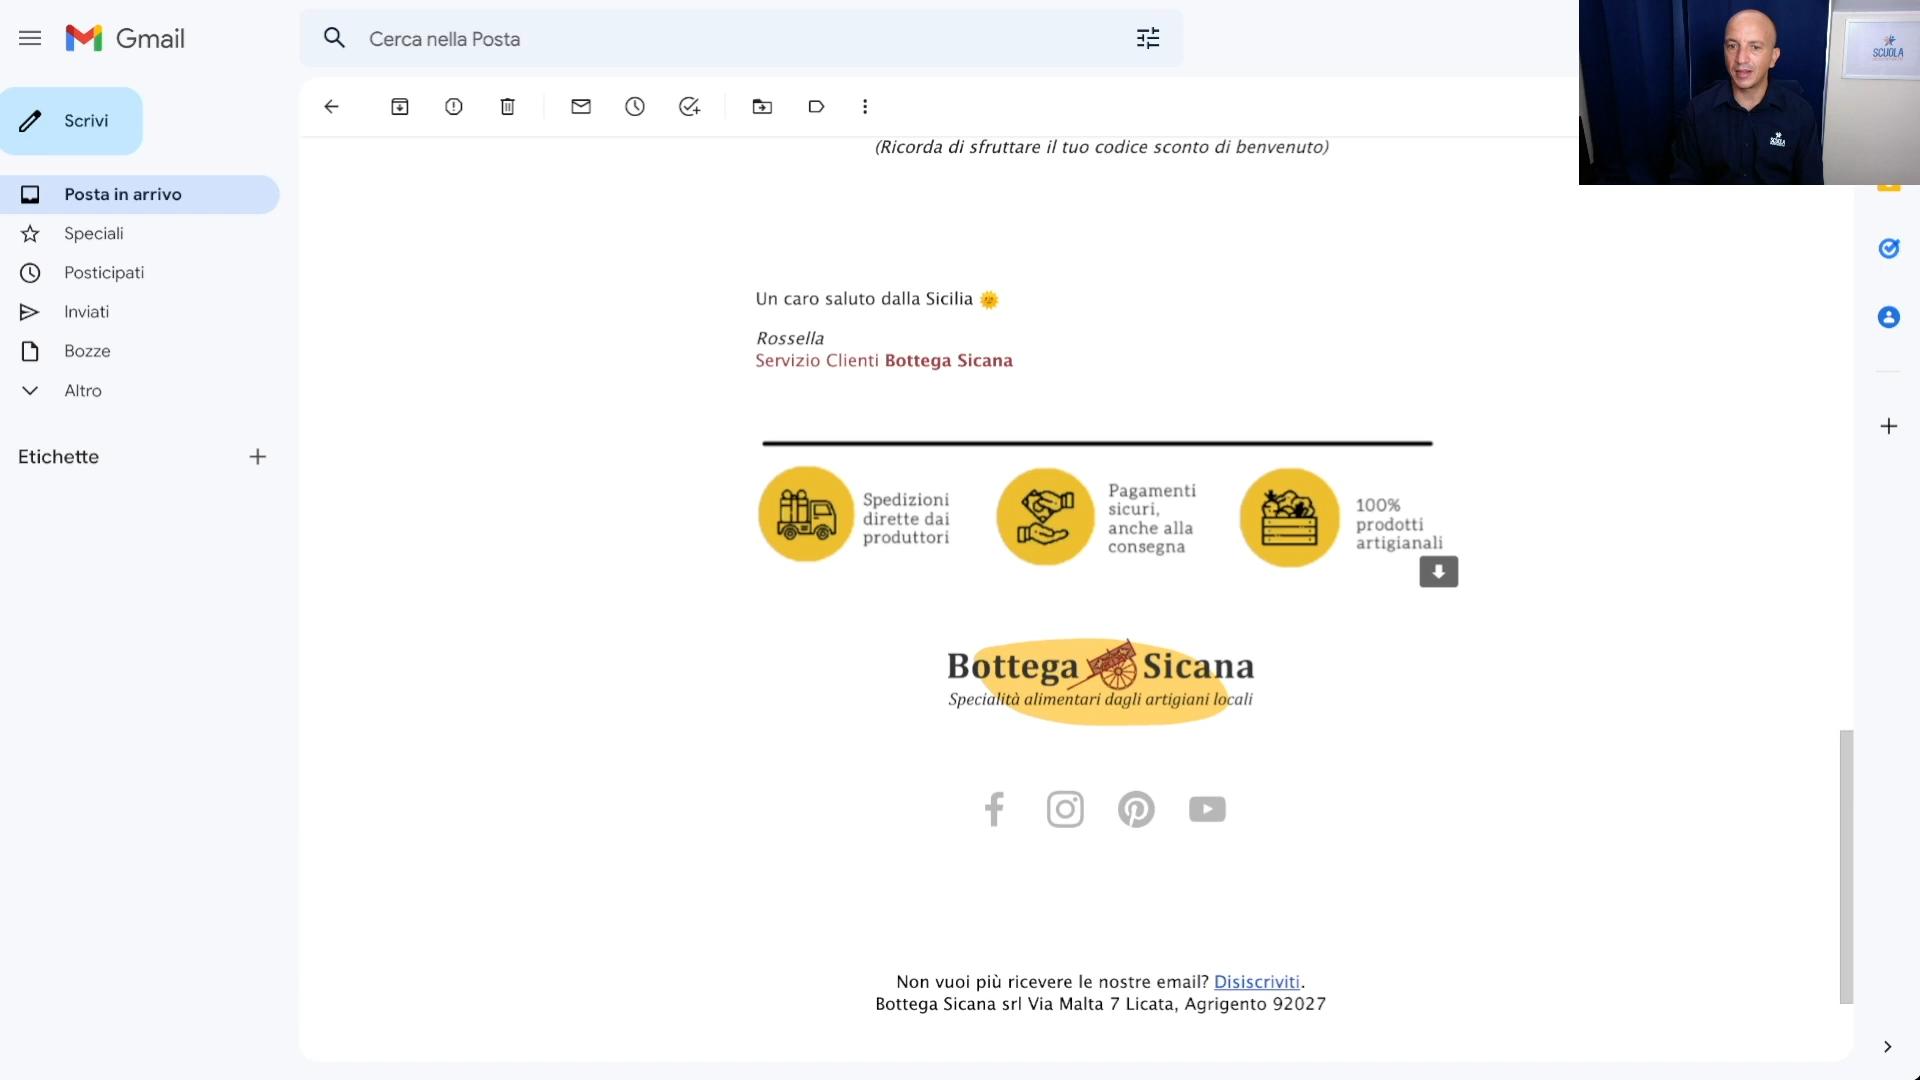 Gmail
Cerca nella Posta
SCUOLA
Scrivi
Posta in arrivo
Speciali
Posticipati
Inviati
Bozze
Altro
Etichette
(Ricorda di sfruttare il tuo codice sconto di benvenuto)
Un caro saluto dalla Sicilia
Rossella
Servizio Clienti Bottega Sicana
Spedizioni
dirette dai
produttori
Pagamenti
sicuri,
anche alla
consegna
100%
prodotti
artigianali
Bottega Sicana
Specialità alimentari dagli artigiani locali
Non vuoi più ricevere le nostre email? Disiscriviti.
Bottega Sicana srl Via Malta 7 Licata, Agrigento 92027